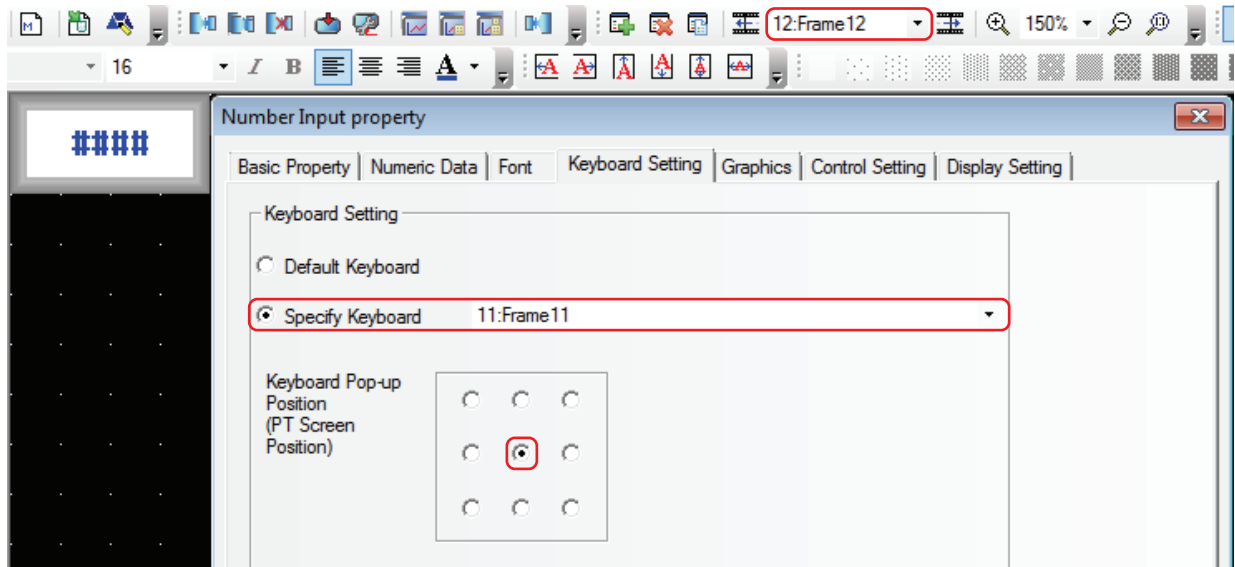 M 12:Frame12 150%
16 I B A A A A A A A
####
Number Input property
Basic Property Numeric Data Font Keyboard Setting Graphics Control Setting Display Setting
Keyboard Setting
Default Keyboard
Specify Keyboard 11:Frame11
Keyboard Pop-up
Position
(PT Screen
Position)